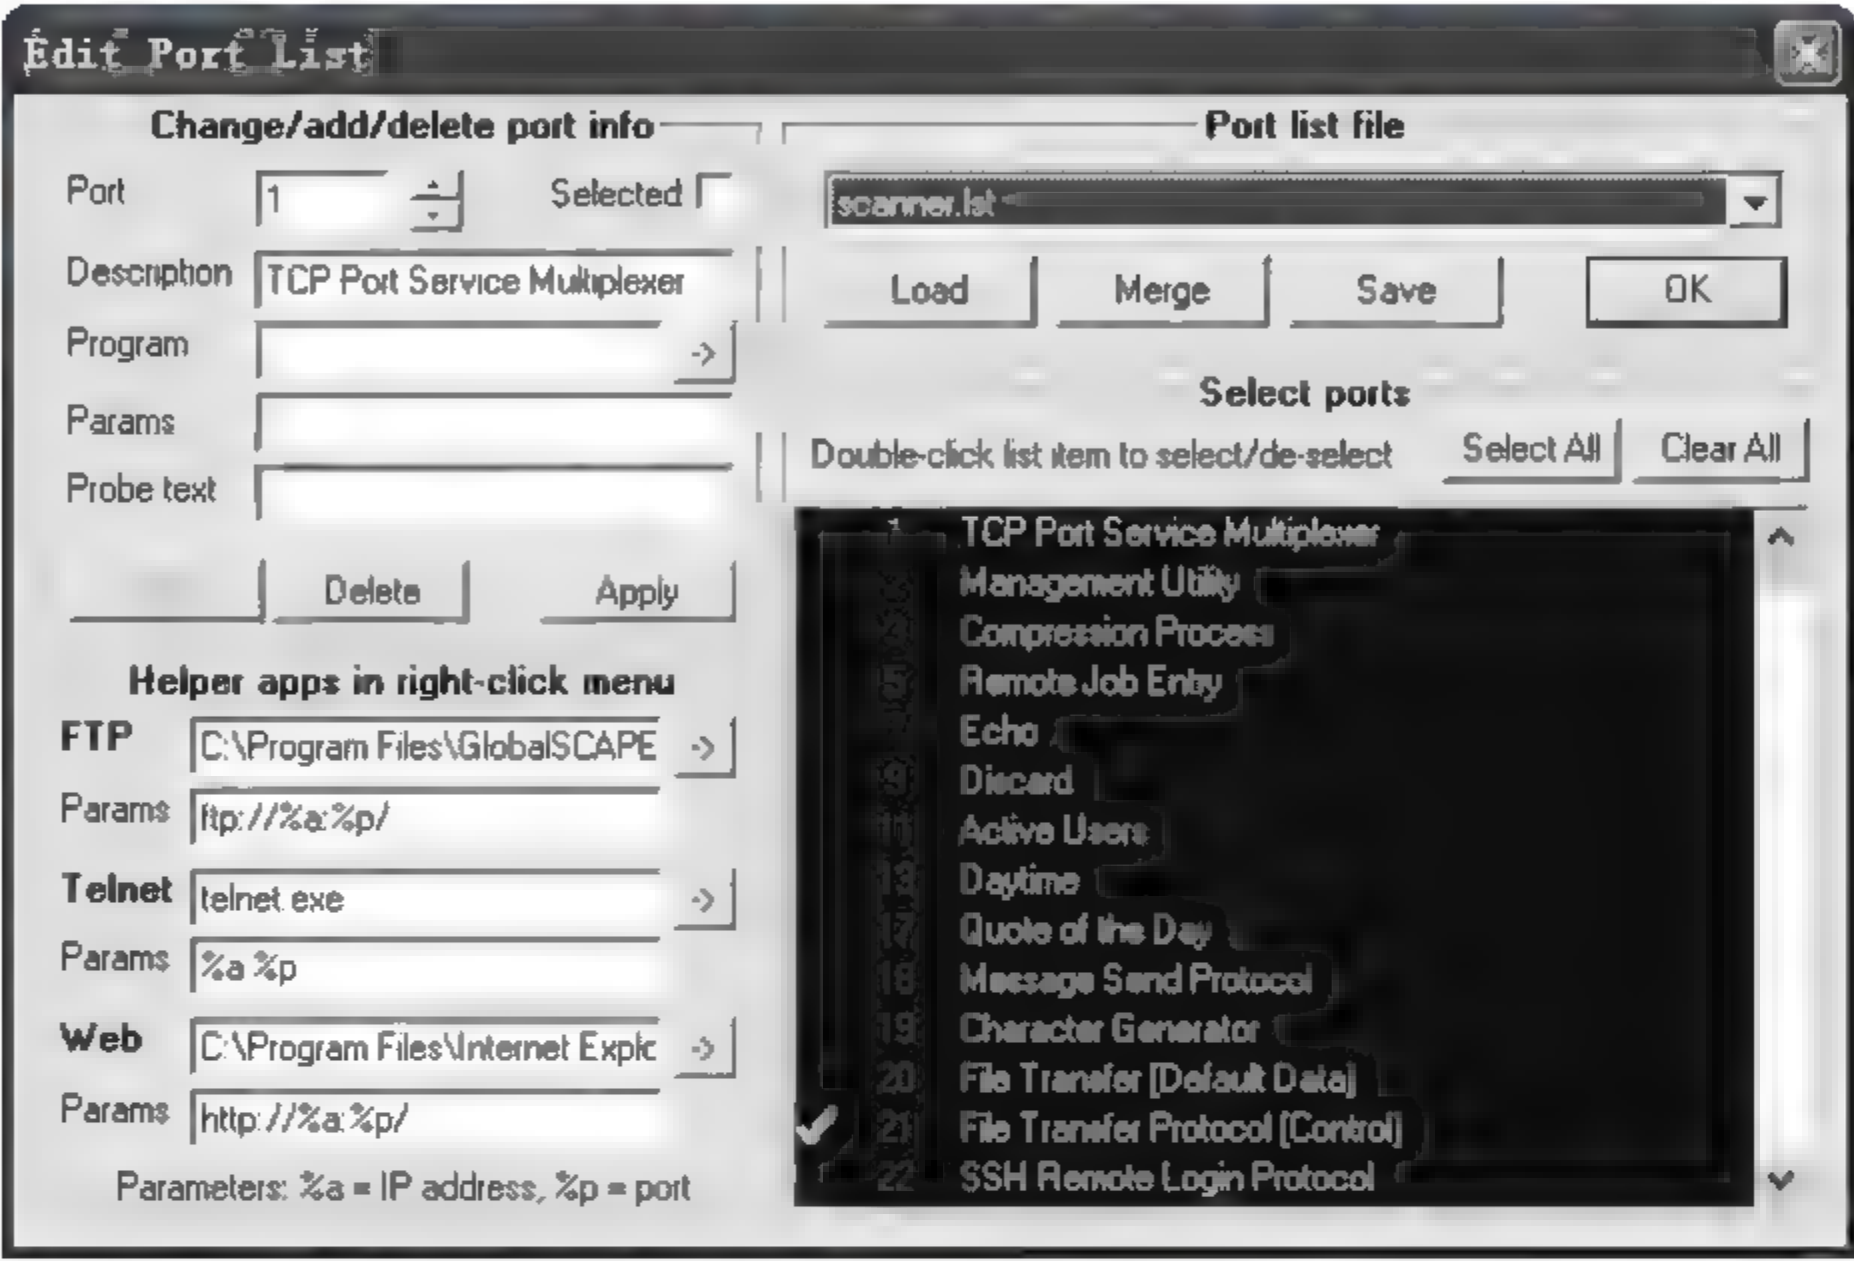 Edit Port List
Change/add/delete port info
Port 1 Selected
Description TCP Port Service Multiplexer
Program ->
Params
Probe text
Delete Apply
Helper apps in right-click menu
FTP C:\Program Files\GlobalSCAPE ->
Params ftp://%a:%p/
Telnet telnet.exe ->
Params %a %p
Web C:\Program Files\Internet Explc ->
Params http://%a:%p/
Parameters: %a = IP address, %p = port
Port list file
scanner.lst
Load Merge Save OK
Select ports
Double-click list item to select/de-select Select All Clear All
1 TCP Port Service Multiplexer
Management Utility
Compression Process
Remote Job Entry
Echo
9 Discard
Active Users
13 Daytime
17 Quote of the Day
18 Message Send Protocol
19 Character Generator
20 File Transfer [Default Data]
21 File Transfer Protocol [Control]
22 SSH Remote Login Protocol